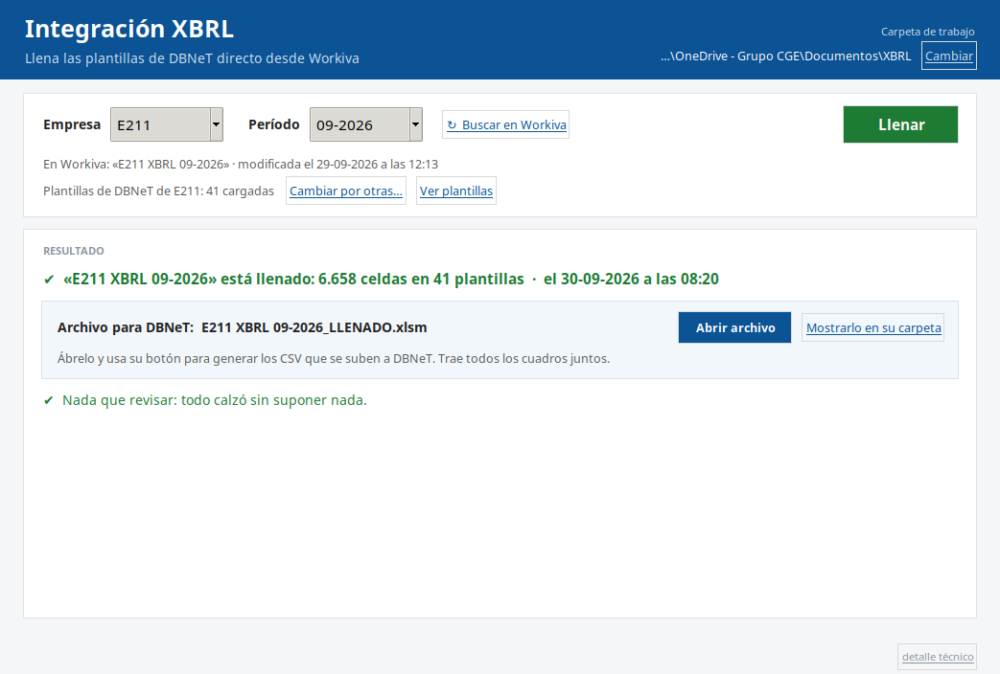 Integración XBRL
Llena las plantillas de DBNeT directo desde Workiva
Carpeta de trabajo
...\OneDrive - Grupo CGE\Documentos\XBRL Cambiar
Empresa E211 Período 09-2026 ↻ Buscar en Workiva Llenar
En Workiva: «E211 XBRL 09-2026» · modificada el 29-09-2026 a las 12:13
Plantillas de DBNeT de E211: 41 cargadas Cambiar por otras... Ver plantillas
RESULTADO
✔ «E211 XBRL 09-2026» está llenado: 6.658 celdas en 41 plantillas · el 30-09-2026 a las 08:20
Archivo para DBNeT: E211 XBRL 09-2026_LLENADO.xlsm Abrir archivo Mostrarlo en su carpeta
Ábrelo y usa su botón para generar los CSV que se suben a DBNeT. Trae todos los cuadros juntos.
✔ Nada que revisar: todo calzó sin suponer nada.
detalle técnico